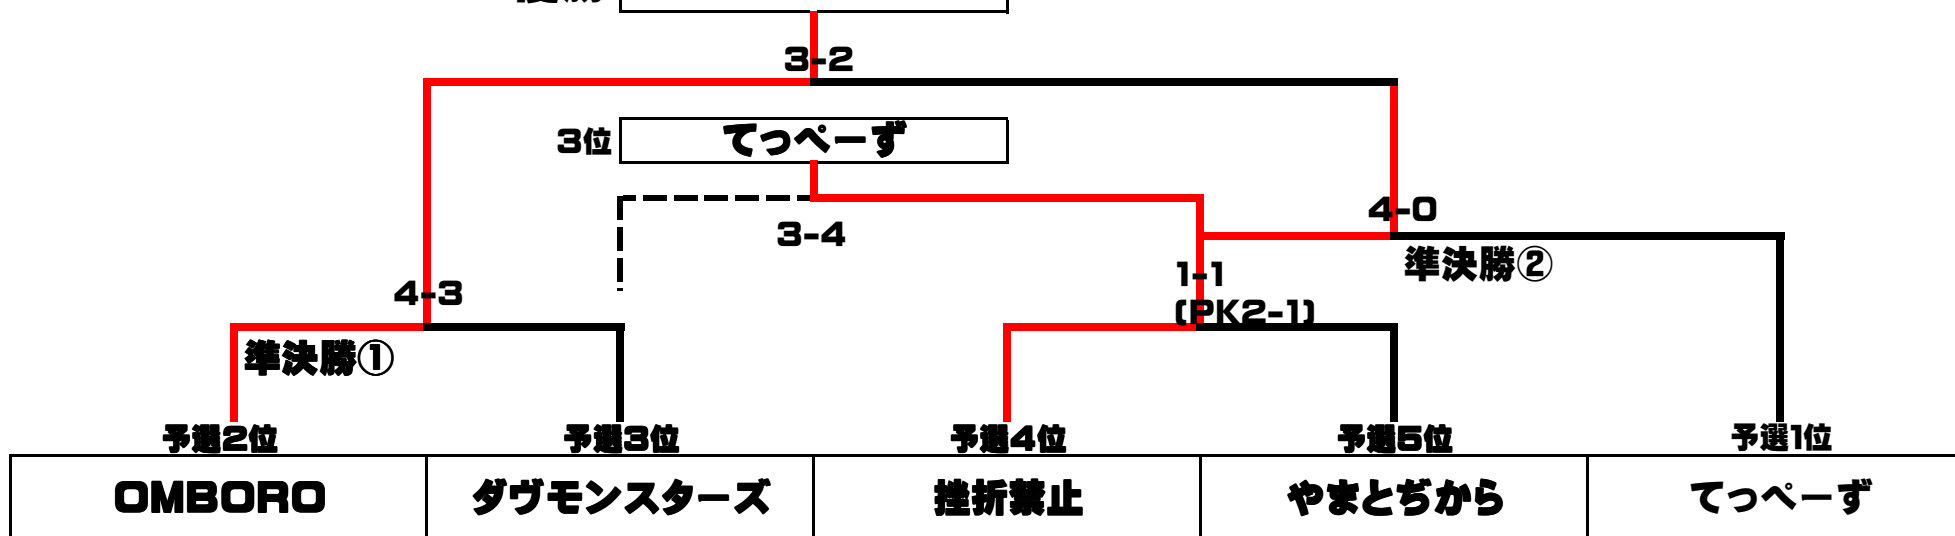 3-2
3位
てっぺーず
3-4
4-0
準決勝②
1-1
(PK2-1)
4-3
準決勝①
予選2位
予選3位
予選4位
予選5位
予選1位
OMBORO
ダヴモンスターズ
挫折禁止
やまとぢから
てっぺーず